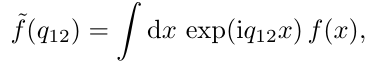 f̃(q₁₂) = ∫ dx exp(iq₁₂x) f(x),